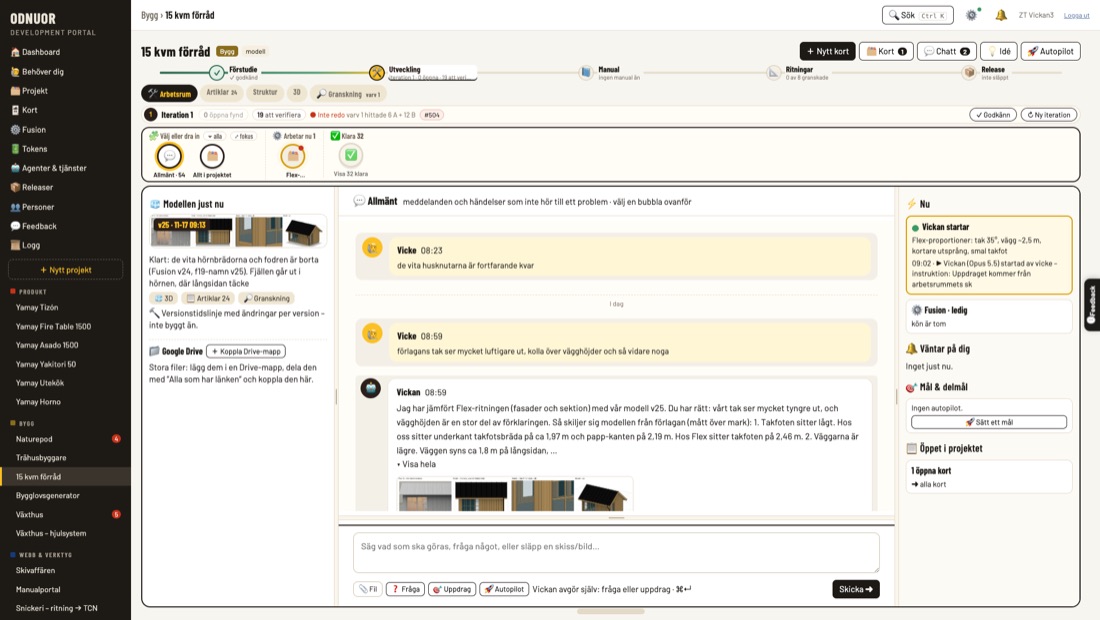 ODNUOR
DEVELOPMENT PORTAL
Dashboard
Behöver dig
Projekt
Kort
Fusion
Tokens
Agenter & tjänster
Releaser
Personer
Feedback
Logg
+ Nytt projekt
PRODUKT
Yamay Tizón
Yamay Fire Table 1500
Yamay Asado 1500
Yamay Yakitori 50
Yamay Utekök
Yamay Horno
BYGG
Naturepod 4
Trähusbyggare
15 kvm förråd
Bygglovsgenerator
Växthus 5
Växthus – hjulsystem
WEBB & VERKTYG
Skivaffären
Manualportal
Snickeri – ritning → TCN
Bygg › 15 kvm förråd
Sök Ctrl K
ZT Vickan3 Logga ut
15 kvm förråd Bygg modell
+ Nytt kort
Kort 1
Chatt 2
Idé
Autopilot
Förstudie
✓ godkänd
Utveckling
Iteration 1 · 0 öppna · 19 att verif…
Manual
ingen manual än
Ritningar
0 av 8 granskade
Release
inte släppt
Arbetsrum
Artiklar 24
Struktur
3D
Granskning varv 1
1 Iteration 1 0 öppna fynd 19 att verifiera Inte redo varv 1 hittade 6 A + 12 B #504
✓ Godkänn
Ny iteration
Välj eller dra in + alla ✓ fokus
Arbetar nu 1
Klara 32
Allmänt · 54
Allt i projektet
Flex-…
Visa 32 klara
Modellen just nu
v25 · 11-17 09:13
Klart: de vita hörnbrädorna och fodren är borta
(Fusion v24, f19-namn v25). Fjällen går ut i
hörnen, där långsidan täcke
3D
Artiklar 24
Granskning
Versionstidslinje med ändringar per version –
inte byggt än.
Google Drive + Koppla Drive-mapp
Stora filer: lägg dem i en Drive-mapp, dela den
med "Alla som har länken" och koppla den här.
Allmänt meddelanden och händelser som inte hör till ett problem · välj en bubbla ovanför
Vicke 08:23
de vita husknutarna är fortfarande kvar
I dag
Vicke 08:59
förlagans tak ser mycket luftigare ut, kolla över vägghöjder och så vidare noga
Vickan 08:59
Jag har jämfört Flex-ritningen (fasader och sektion) med vår modell v25. Du har rätt: vårt tak ser mycket tyngre ut, och
vägghöjden är en stor del av förklaringen. Så skiljer sig modellen från förlagan (mått över mark): 1. Takfoten sitter lågt. Hos
oss sitter underkant takfotsbräda på ca 1,97 m och papp-kanten på 2,19 m. Hos Flex sitter takfoten på 2,46 m. 2. Väggarna är
lägre. Väggen syns ca 1,8 m på långsidan, …
▾ Visa hela
Säg vad som ska göras, fråga något, eller släpp en skiss/bild…
Fil
Fråga
Uppdrag
Autopilot
Vickan avgör själv: fråga eller uppdrag · ⌘↵
Skicka ➔
Nu
Vickan startar
Flex-proportioner: tak 35°, vägg ~2,5 m,
kortare utsprång, smal takfot
09:02 · ▶ Vickan (Opus 5.5) startad av vicke –
instruktion: Uppdraget kommer från
arbetsrummets sk
Fusion · ledig
kön är tom
Väntar på dig
Inget just nu.
Mål & delmål
Ingen autopilot.
Sätt ett mål
Öppet i projektet
1 öppna kort
➔ alla kort
Feedback